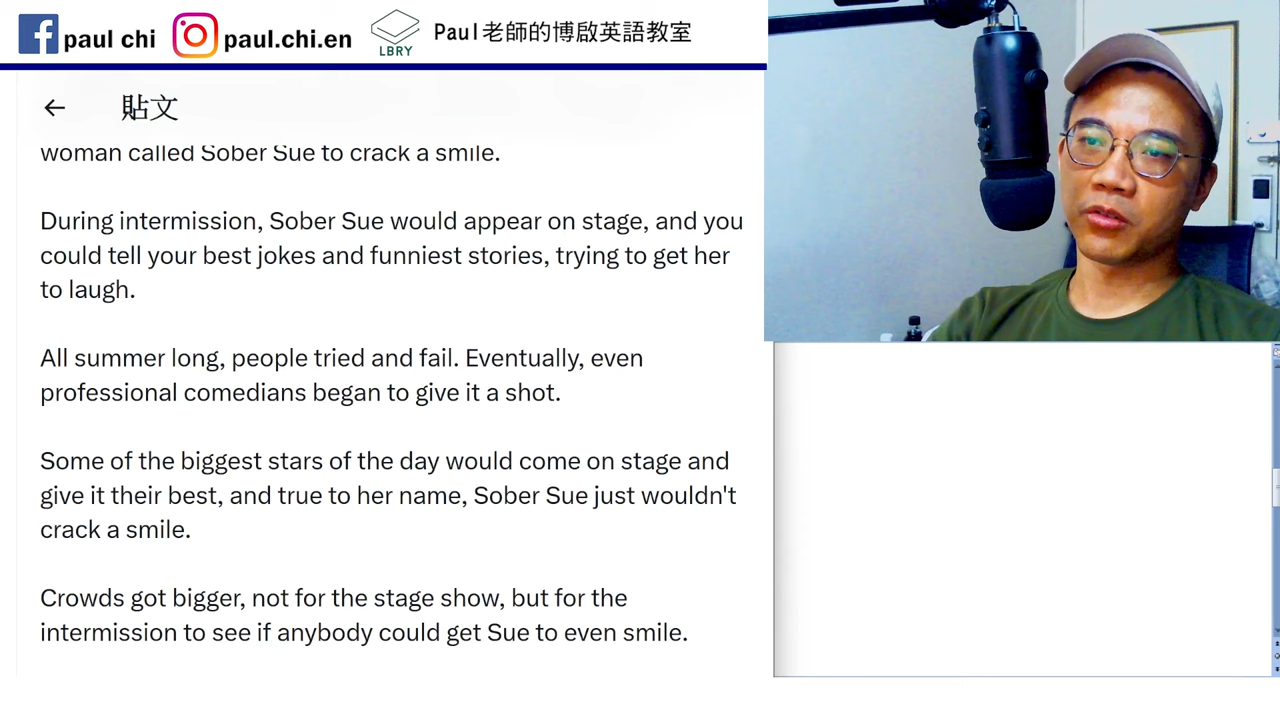 paul chi
paul.chi.en
LBRY
Paul老師的博啟英語教室
貼文
woman called Sober Sue to crack a smile.
During intermission, Sober Sue would appear on stage, and you
could tell your best jokes and funniest stories, trying to get her
to laugh.
All summer long, people tried and fail. Eventually, even
professional comedians began to give it a shot.
Some of the biggest stars of the day would come on stage and
give it their best, and true to her name, Sober Sue just wouldn't
crack a smile.
Crowds got bigger, not for the stage show, but for the
intermission to see if anybody could get Sue to even smile.